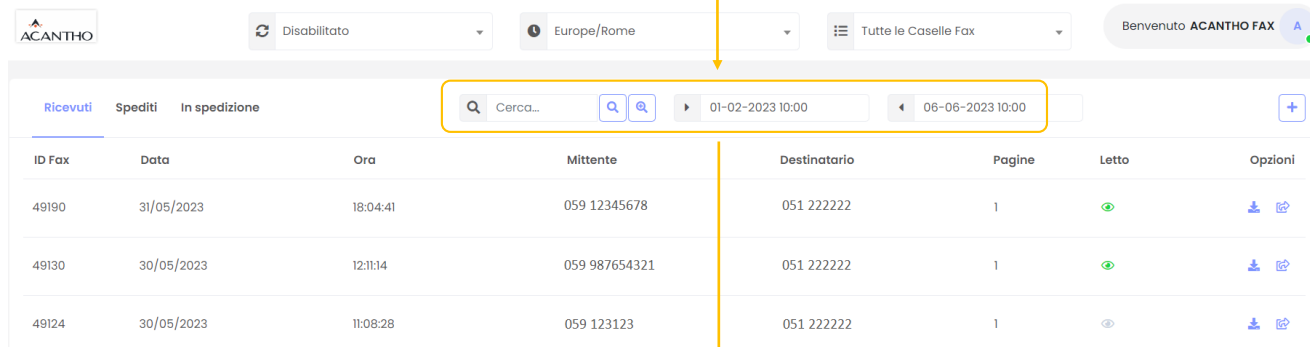 ACANTHO
Disabilitato
Europe/Rome
Tutte le Caselle Fax
Benvenuto ACANTHO FAX A
Ricevuti Spediti In spedizione
Cerca... 01-02-2023 10:00 06-06-2023 10:00
ID Fax Data Ora Mittente Destinatario Pagine Letto Opzioni
49190 31/05/2023 18:04:41 059 12345678 051 222222 1
49130 30/05/2023 12:11:14 059 987654321 051 222222 1
49124 30/05/2023 11:08:28 059 123123 051 222222 1